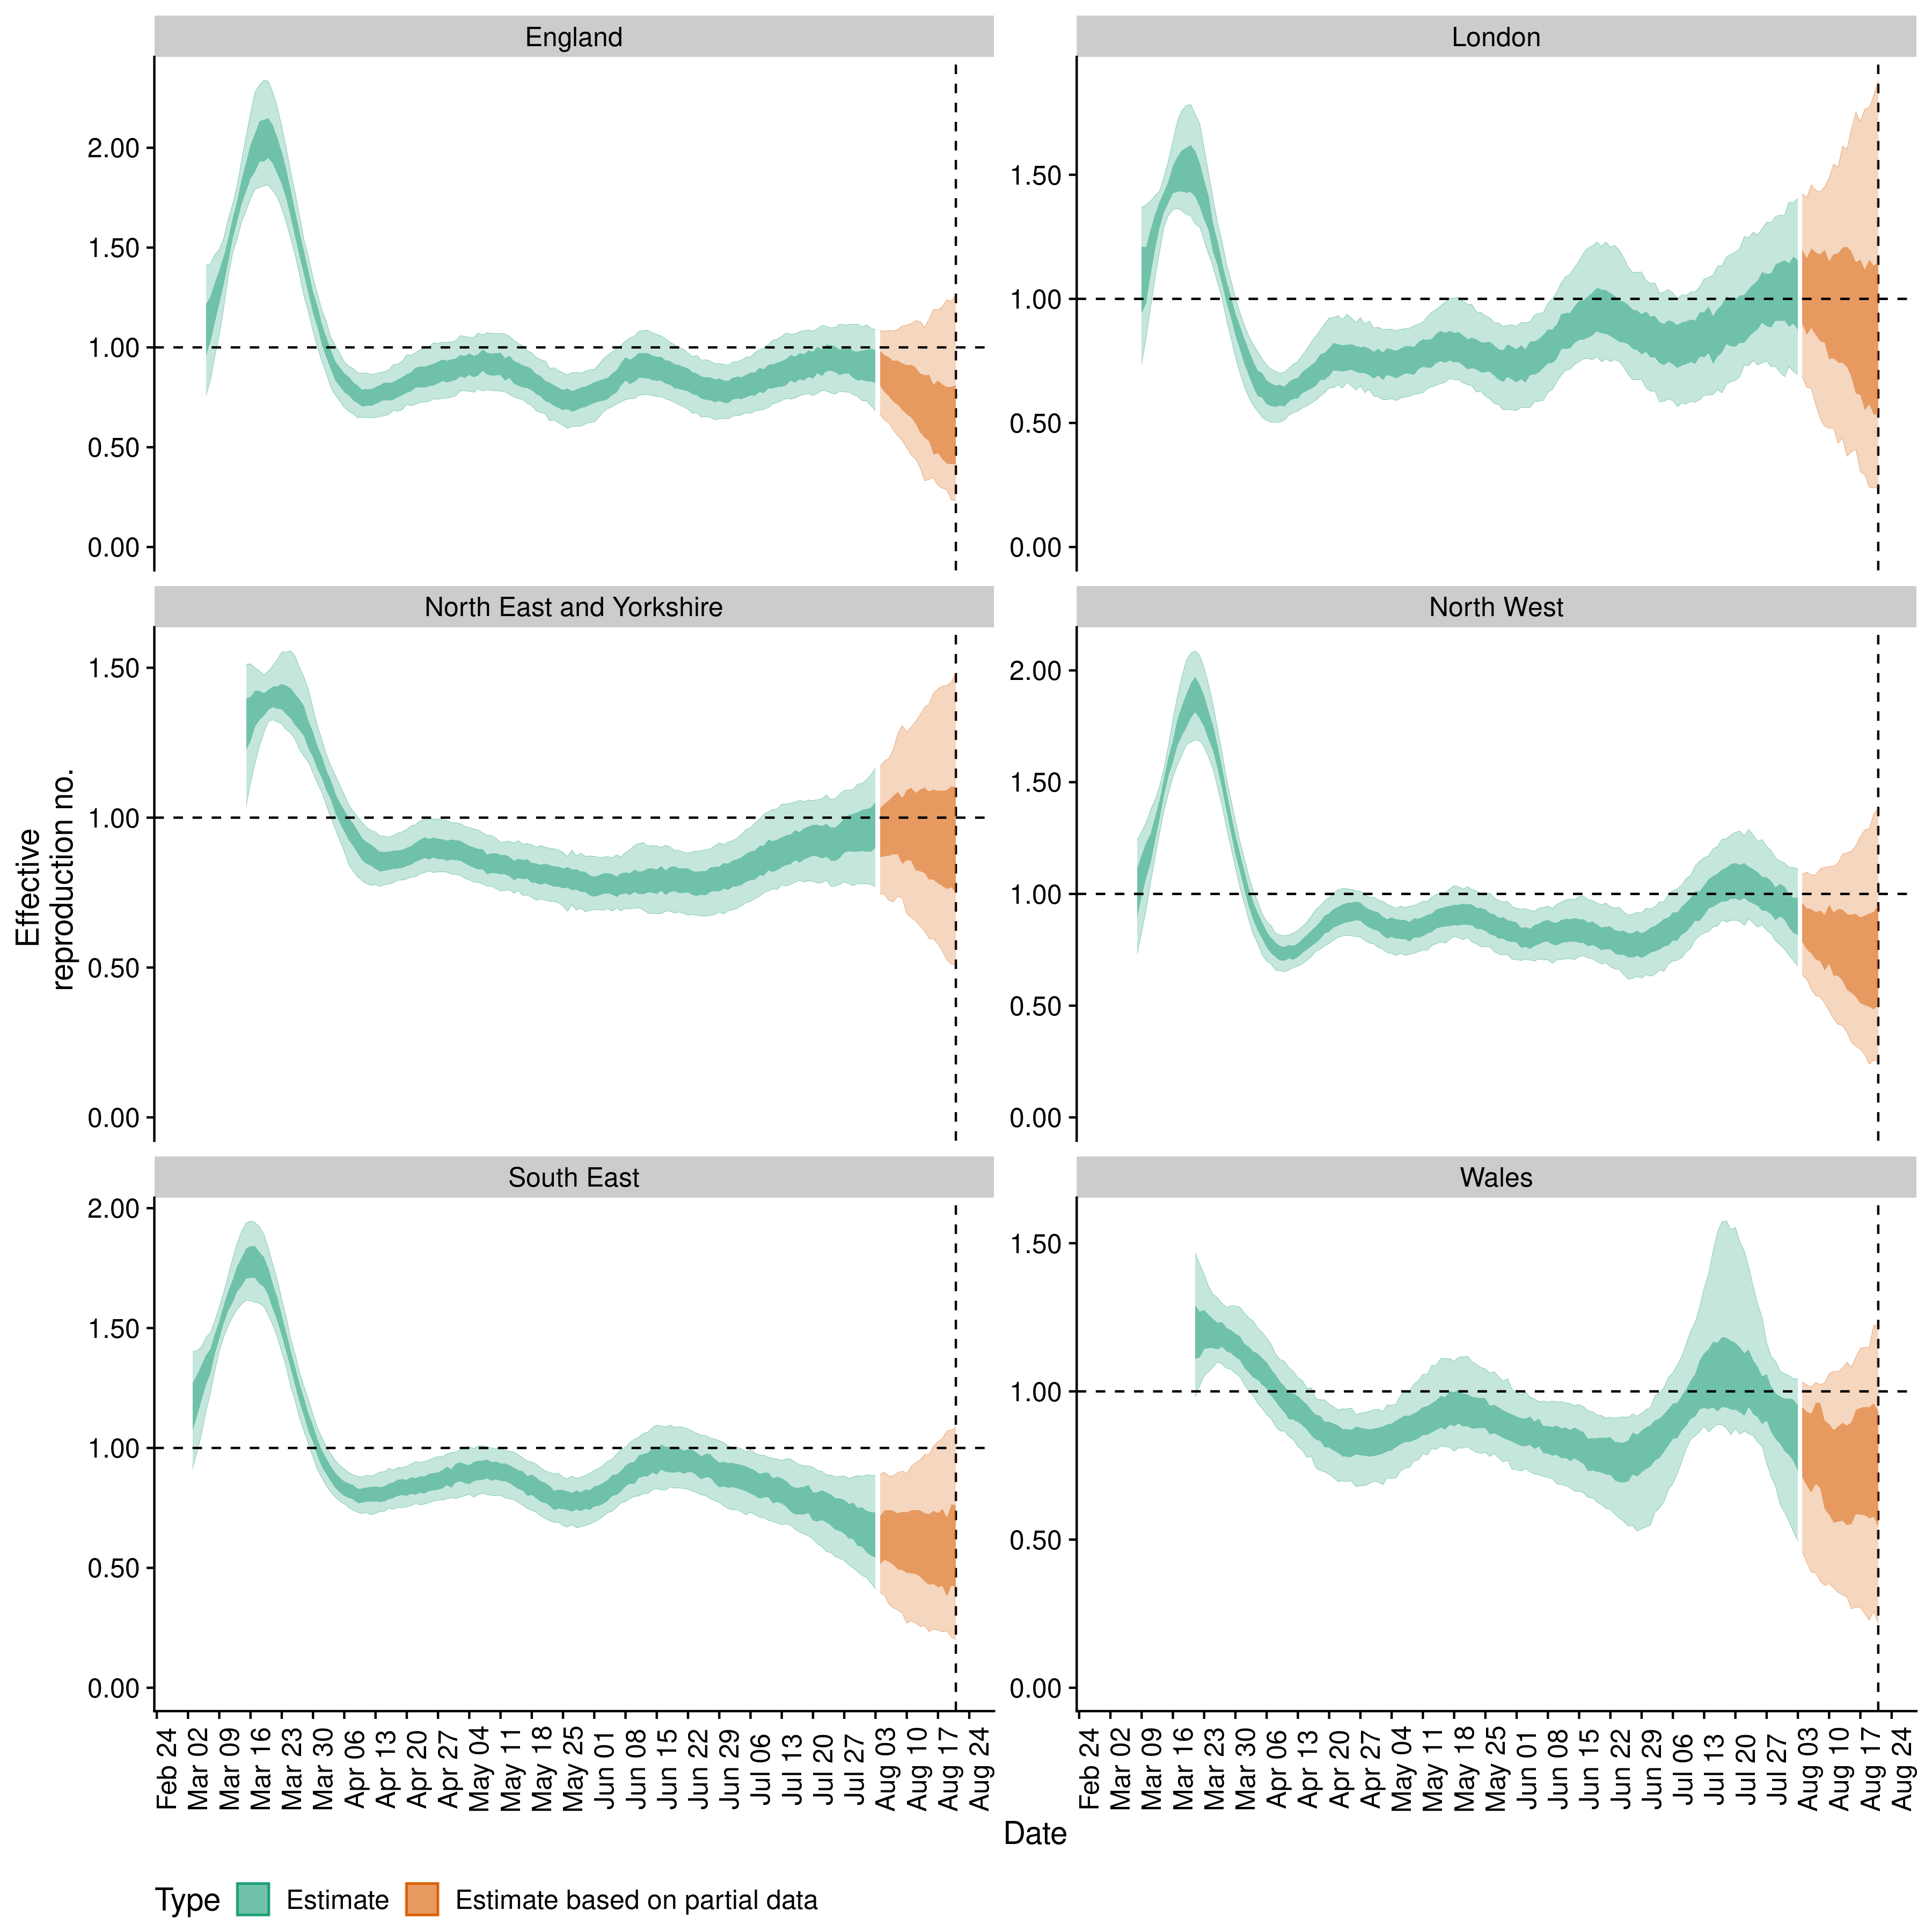 England
London
2.00
1.50
1.00
0.50
0.00
1.50
1.00
0.50
0.00
North East and Yorkshire
North West
1.50
1.00
0.50
0.00
2.00
1.50
1.00
0.50
0.00
Effective
reproduction no.
South East
Wales
2.00
1.50
1.00
0.50
0.00
1.50
1.00
0.50
0.00
Feb 24
Mar 02
Mar 09
Mar 16
Mar 23
Mar 30
Apr 06
Apr 13
Apr 20
Apr 27
May 04
May 11
May 18
May 25
Jun 01
Jun 08
Jun 15
Jun 22
Jun 29
Jul 06
Jul 13
Jul 20
Jul 27
Aug 03
Aug 10
Aug 17
Aug 24
Feb 24
Mar 02
Mar 09
Mar 16
Mar 23
Mar 30
Apr 06
Apr 13
Apr 20
Apr 27
May 04
May 11
May 18
May 25
Jun 01
Jun 08
Jun 15
Jun 22
Jun 29
Jul 06
Jul 13
Jul 20
Jul 27
Aug 03
Aug 10
Aug 17
Aug 24
Date
Type
Estimate
Estimate based on partial data